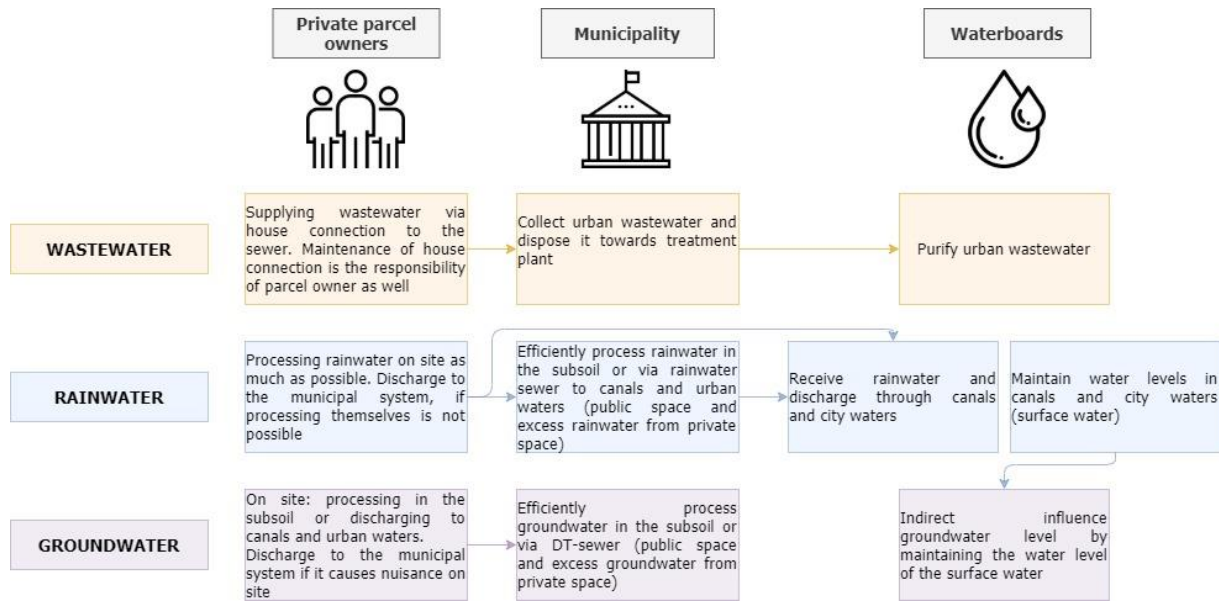 Private parcel
owners
Municipality
Waterboards
WASTEWATER
Supplying wastewater via
house connection to the
sewer. Maintenance of house
connection is the responsibility
of parcel owner as well
Collect urban wastewater and
dispose it towards treatment
plant
Purify urban wastewater
RAINWATER
Processing rainwater on site as
much as possible. Discharge to
the municipal system, if
processing themselves is not
possible
Efficiently process rainwater in
the subsoil or via rainwater
sewer to canals and urban
waters (public space and
excess rainwater from private
space)
Receive rainwater and
discharge through canals
and city waters
Maintain water levels in
canals and city waters
(surface water)
GROUNDWATER
On site: processing in the
subsoil or discharging to
canals and urban waters.
Discharge to the municipal
system if it causes nuisance on
site
Efficiently process
groundwater in the subsoil or
via DT-sewer (public space
and excess groundwater from
private space)
Indirect influence
groundwater level by
maintaining the water level
of the surface water